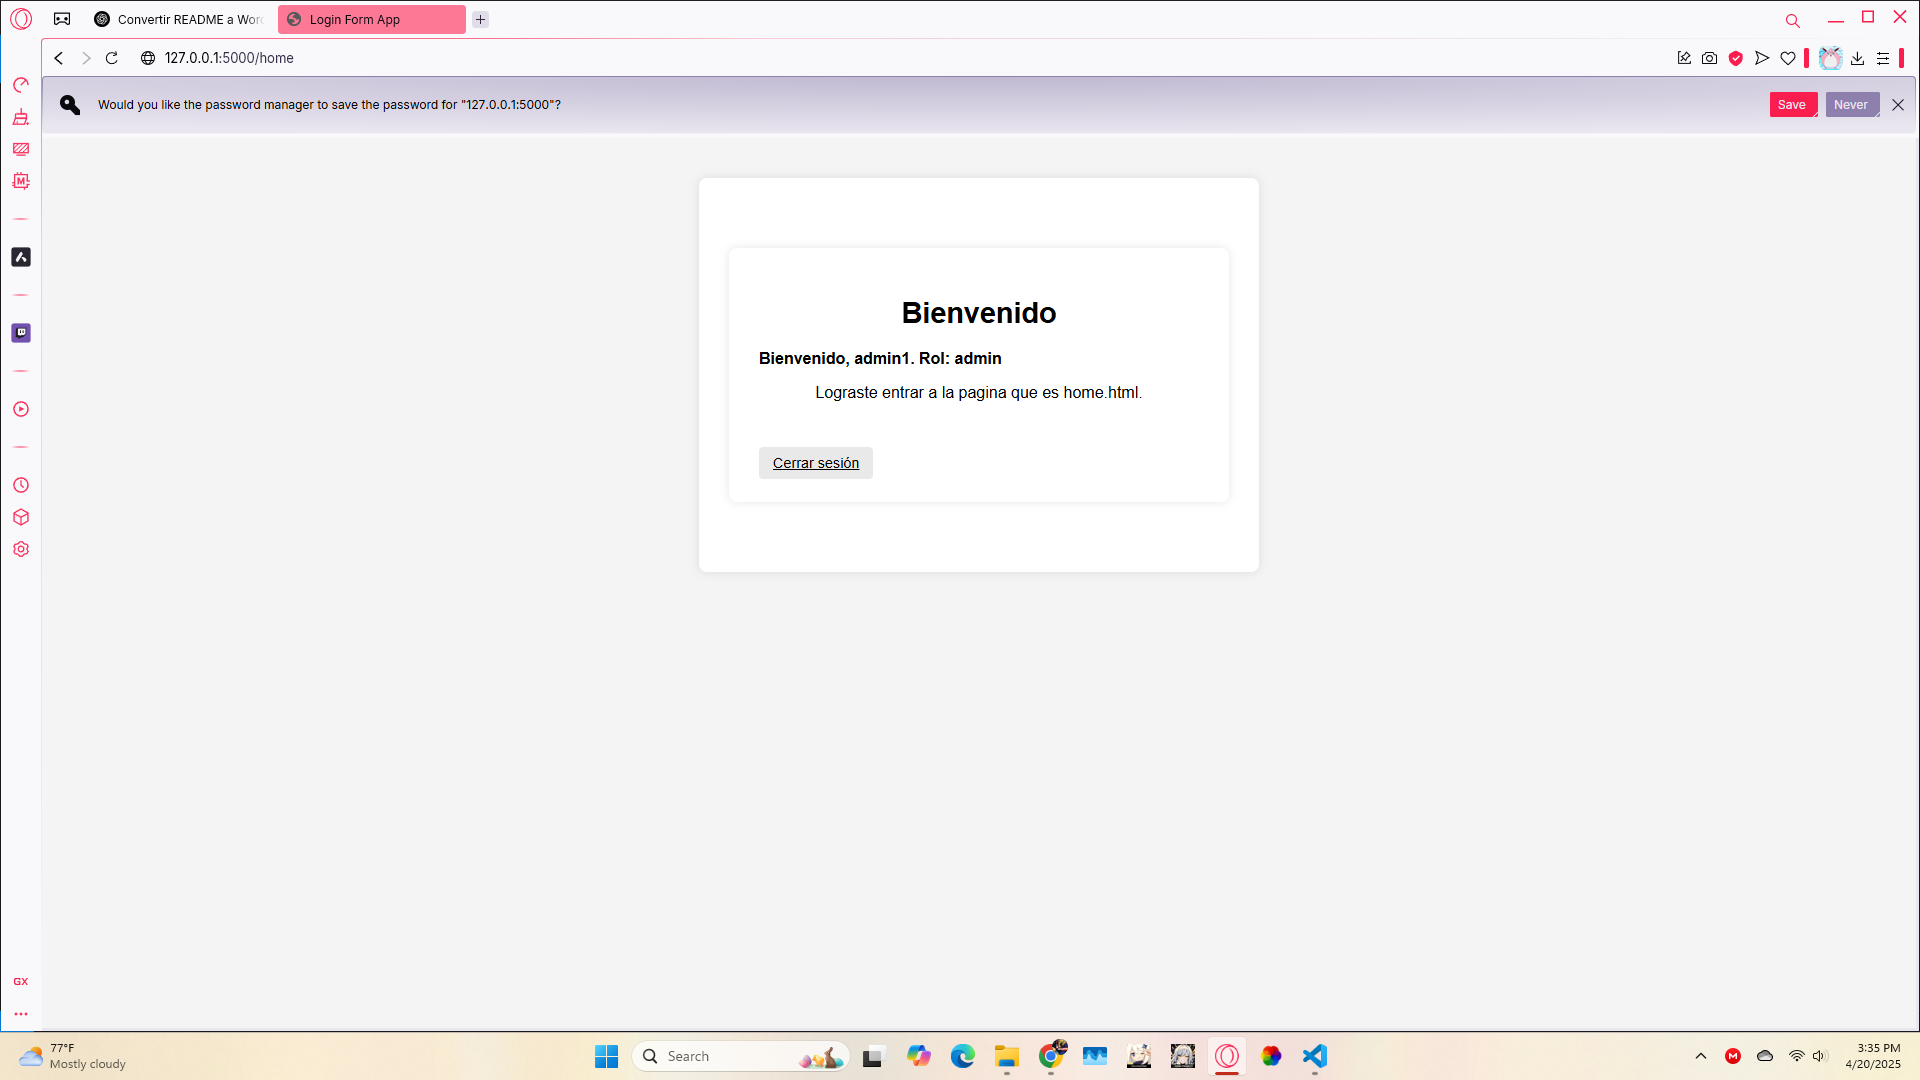 Convertir README a Word
Login Form App
127.0.0.1:5000/home
Would you like the password manager to save the password for "127.0.0.1:5000"?
Save
Never
Bienvenido
Bienvenido, admin1. Rol: admin
Lograste entrar a la pagina que es home.html.
Cerrar sesión
GX
77°F
Mostly cloudy
Search
M
3:35 PM
4/20/2025